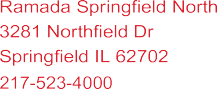 Ramada Springfield North
3281 Northfield Dr
Springfield IL 62702
217-523-4000